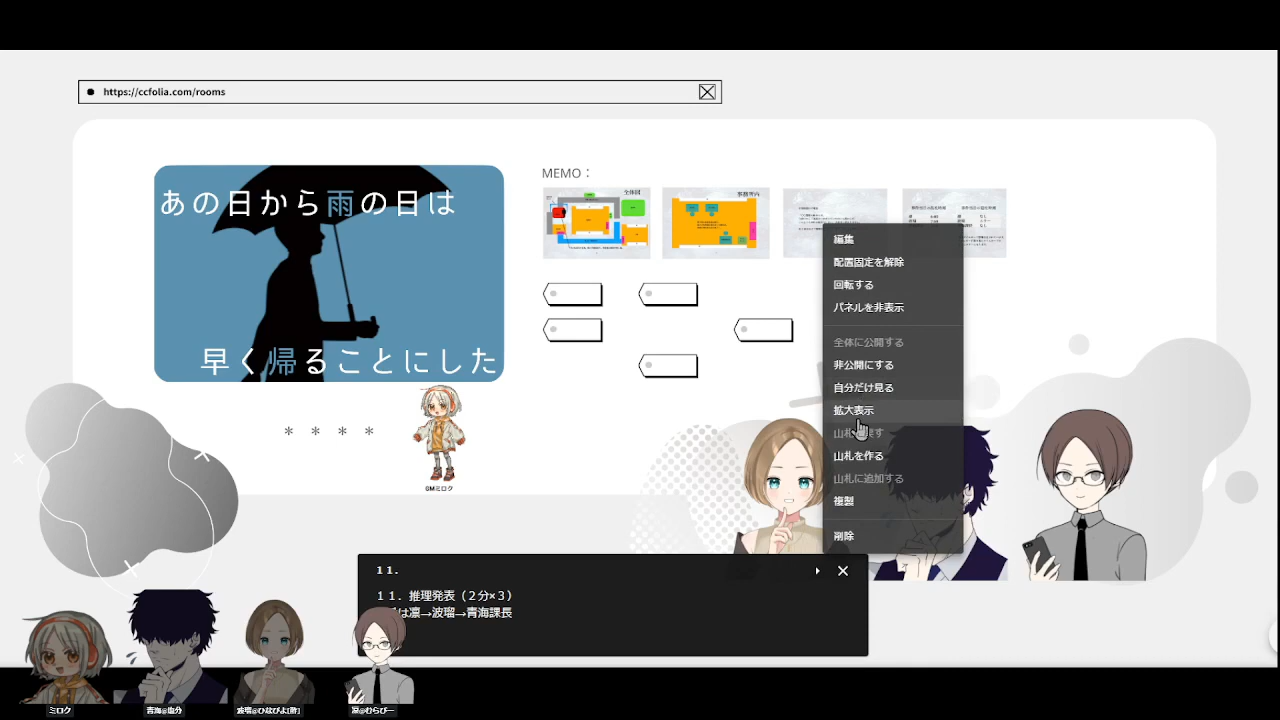 https://ccfolia.com/rooms
あの日から雨の日は
早く帰ることにした
MEMO：
全体図
事務所内
編集
配置固定を解除
回転する
パネルを非表示
全体に公開する
非公開にする
自分だけ見る
拡大表示
山札
す
山札を作る
山札に追加する
複製
削除
＊＊＊＊
GMミロク
１１.
１１．推理発表（２分×３）
は凛→波瑠→青海課長
ミロク
青海@塩分
波瑠@ひなぴよ[酢]
凛@むらびー